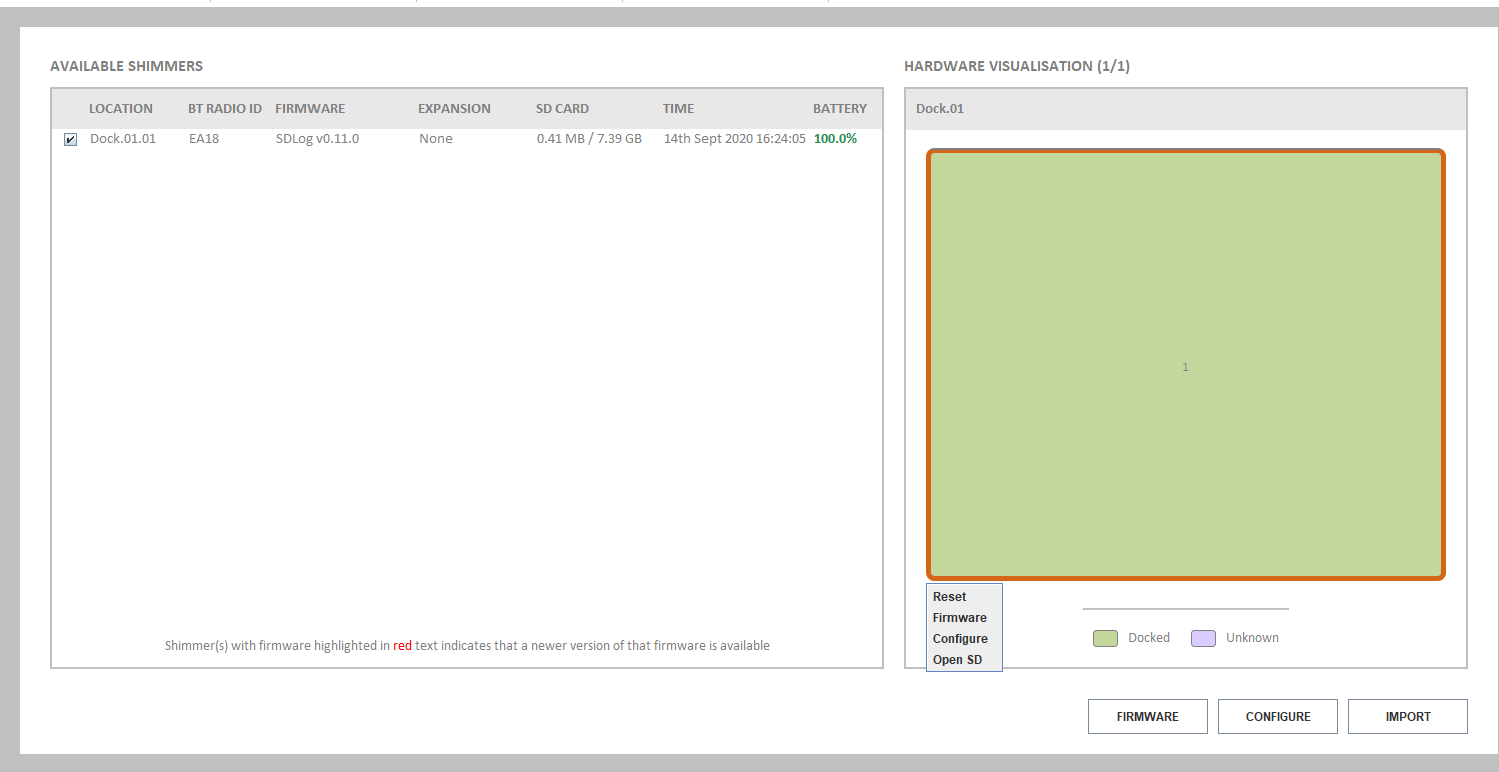 AVAILABLE SHIMMERS
LOCATION BT RADIO ID FIRMWARE EXPANSION SD CARD TIME BATTERY
Dock.01.01 EA18 SDLog v0.11.0 None 0.41 MB / 7.39 GB 14th Sept 2020 16:24:05 100.0%
Shimmer(s) with firmware highlighted in red text indicates that a newer version of that firmware is available
HARDWARE VISUALISATION (1/1)
Dock.01
1
Reset
Firmware
Configure
Open SD
Docked Unknown
FIRMWARE CONFIGURE IMPORT